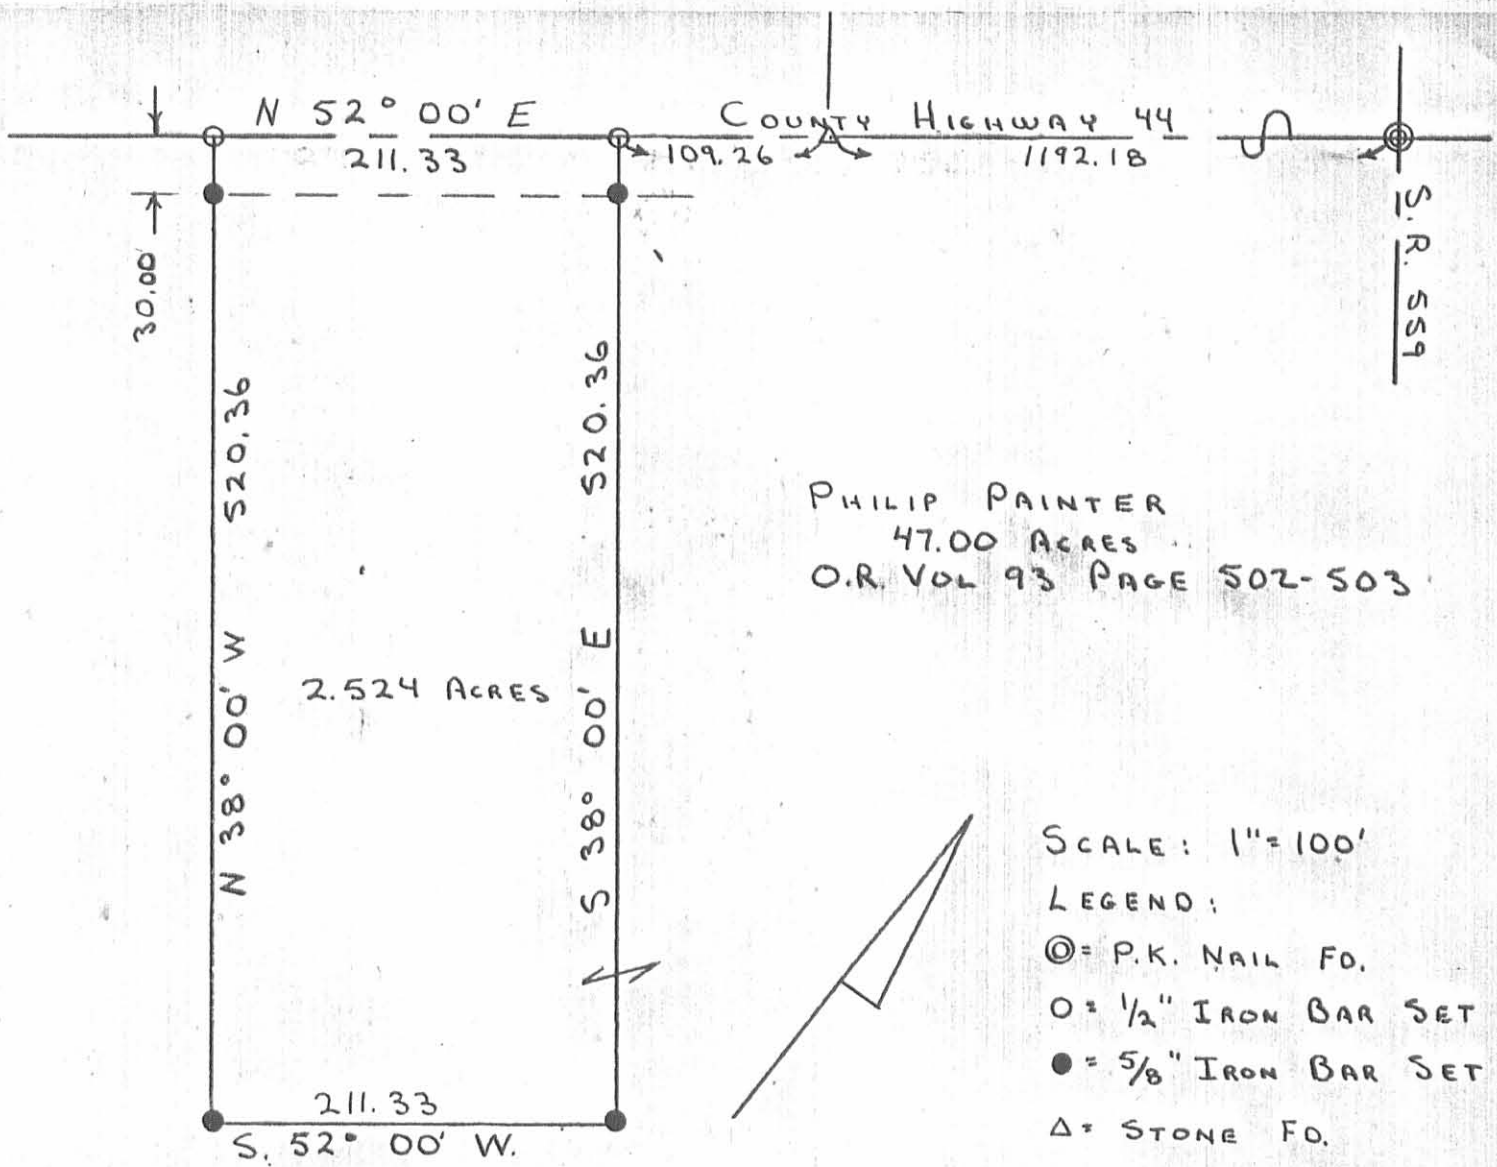 N 52° 00' E
COUNTY HIGHWAY 44
211.33
109.26
1192.18
S.R. 559
30.00'
N 38° 00' W 520.36
S 38° 00' E 520.36
PHILIP PAINTER
47.00 ACRES
O.R. VOL 93 PAGE 502-503
2.524 ACRES
SCALE: 1"=100'
LEGEND:
◎= P.K. NAIL FD.
O= 1/2" IRON BAR SET
●= 5/8" IRON BAR SET
Δ= STONE FD.
211.33
S. 52° 00' W.